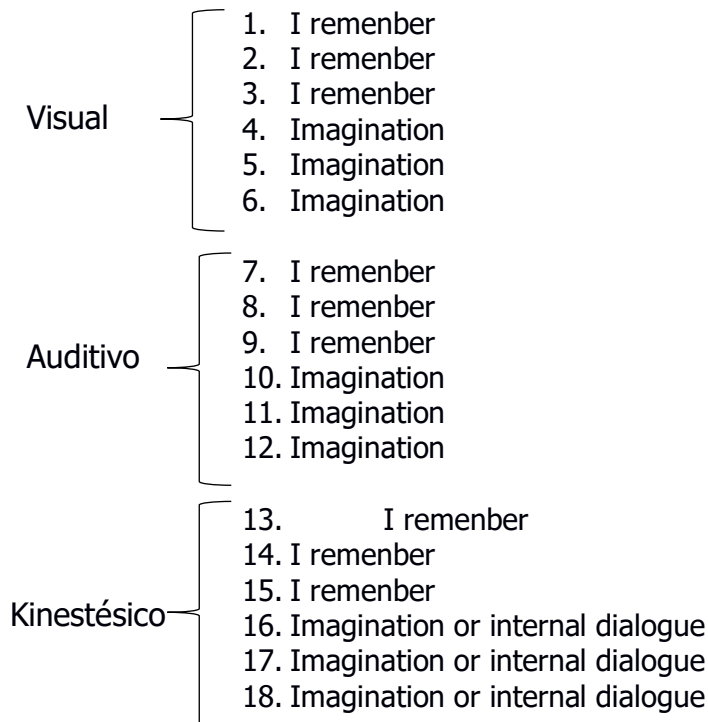 Visual
1. I remenber
2. I remenber
3. I remenber
4. Imagination
5. Imagination
6. Imagination
Auditivo
7. I remenber
8. I remenber
9. I remenber
10. Imagination
11. Imagination
12. Imagination
Kinestésico
13. I remenber
14. I remenber
15. I remenber
16. Imagination or internal dialogue
17. Imagination or internal dialogue
18. Imagination or internal dialogue